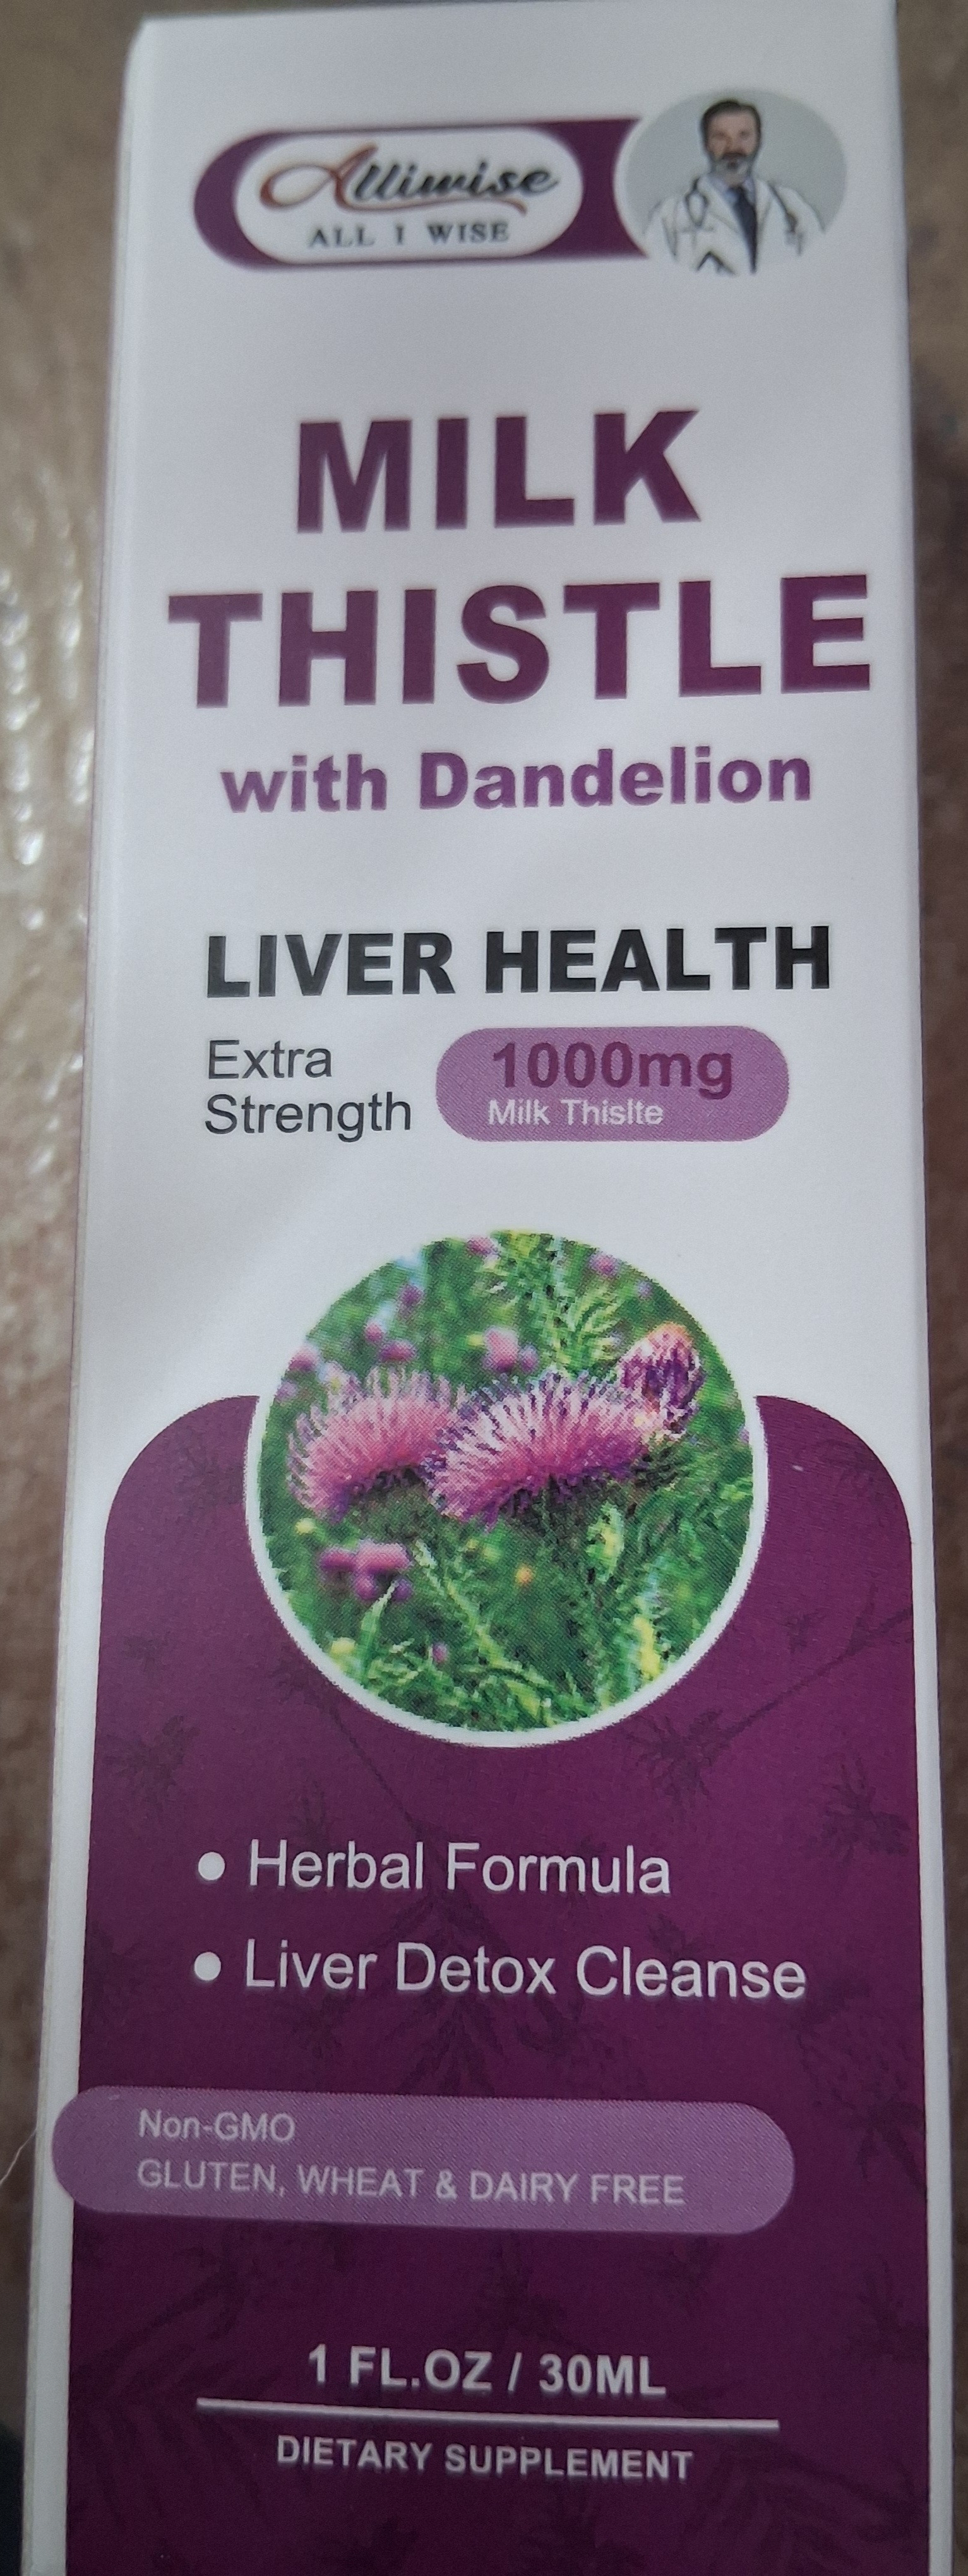 Alliwise
ALL I WISE
MILK
THISTLE
with Dandelion
LIVER HEALTH
Extra
Strength
1000mg
Milk Thislte
• Herbal Formula
• Liver Detox Cleanse
Non-GMO
GLUTEN, WHEAT & DAIRY FREE
1 FL.OZ / 30ML
DIETARY SUPPLEMENT